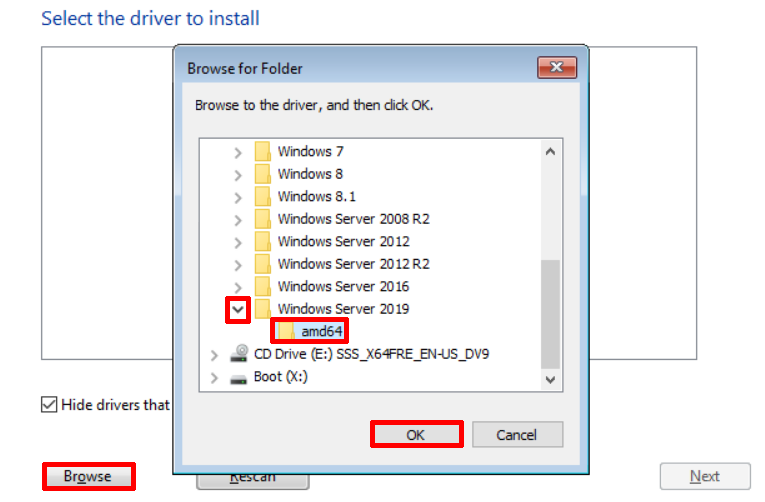 Select the driver to install
Browse for Folder
Browse to the driver, and then click OK.
Windows 7
Windows 8
Windows 8.1
Windows Server 2008 R2
Windows Server 2012
Windows Server 2012 R2
Windows Server 2016
Windows Server 2019
amd64
CD Drive (E:) SSS_X64FRE_EN-US_DV9
Boot (X:)
Hide drivers that
OK
Cancel
Browse
Rescan
Next